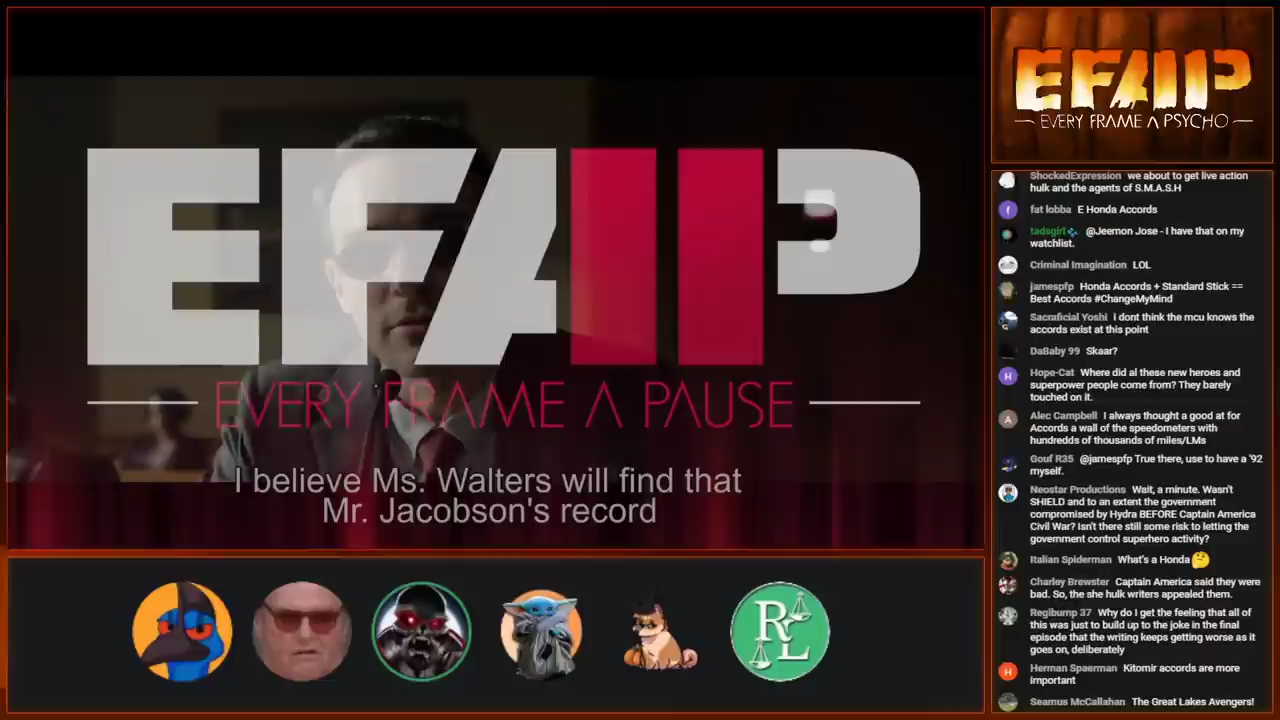 EFAP
EVERY FRAME A PAUSE
I believe Ms. Walters will find that
Mr. Jacobson's record
RL
EFAP
EVERY FRAME A PSYCHO
ShockedExpression we about to get live action
hulk and the agents of S.M.A.S.H
fat lobba E Honda Accords
tadsgirl @Jeemon Jose - I have that on my
watchlist.
Criminal Imagination LOL
jamespfp Honda Accords + Standard Stick ==
Best Accords #ChangeMyMind
Sacraficial Yoshi I dont think the mcu knows the
accords exist at this point
DaBaby 99 Skaar?
Hope-Cat Where did al these new heroes and
superpower people come from? They barely
touched on it.
Alec Campbell I always thought a good at for
Accords a wall of the speedometers with
hundredds of thousands of miles/LMs
Gouf R35 @jamespfp True there, use to have a '92
myself.
Neostar Productions Wait, a minute. Wasn't
SHIELD and to an extent the government
compromised by Hydra BEFORE Captain America
Civil War? Isn't there still some risk to letting the
government control superhero activity?
Italian Spiderman What's a Honda🤔
Charley Brewster Captain America said they were
bad. So, the she hulk writers appealed them.
Regibump 37 Why do I get the feeling that all of
this was just to build up to the joke in the final
episode that the writing keeps getting worse as it
goes on, deliberately
Herman Spaerman Kitomir accords are more
important
Seamus McCallahan The Great Lakes Avengers!